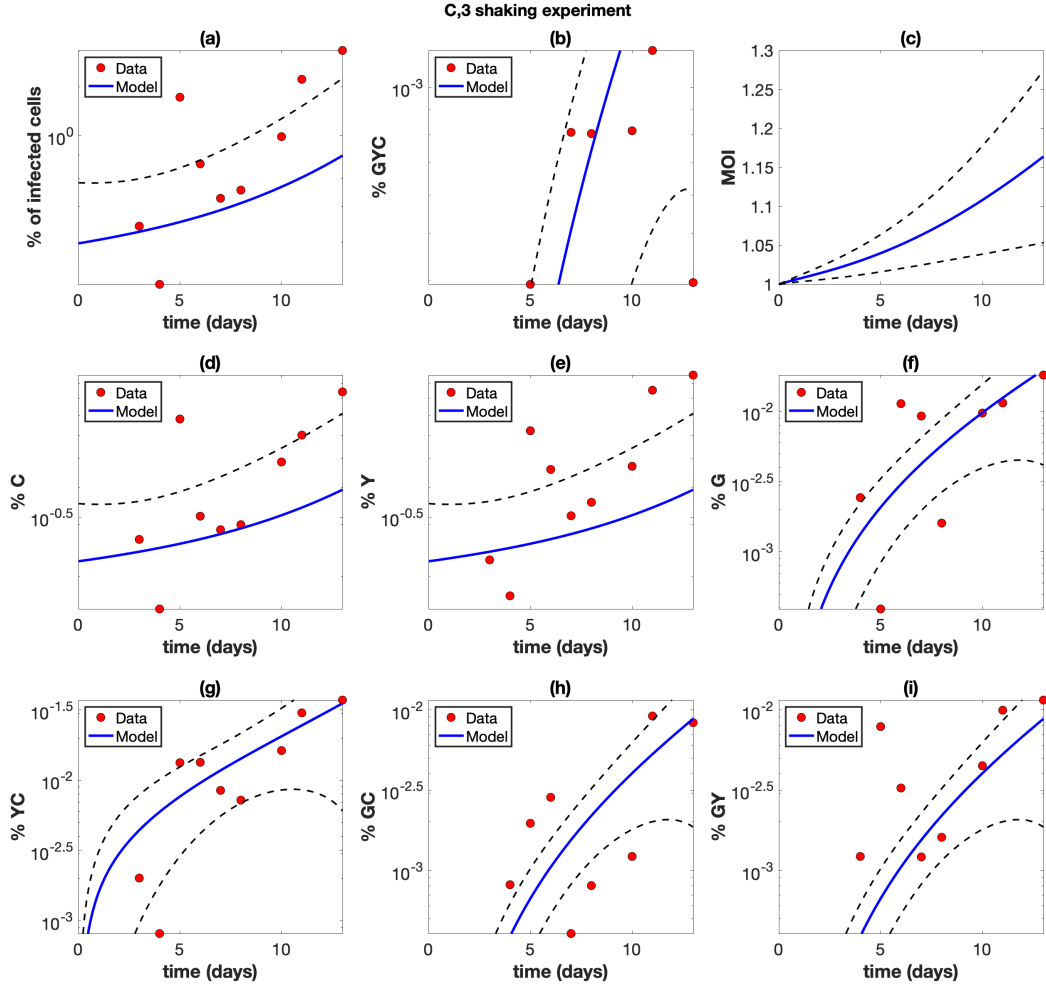 C,3 shaking experiment
(a)
Data
Model
10^0
% of infected cells
0 5 10
time (days)
(b)
Data
Model
10^-3
% GYC
0 5 10
time (days)
(c)
1.3
1.25
1.2
1.15
1.1
1.05
1
MOI
0 5 10
time (days)
(d)
Data
Model
10^-0.5
% C
0 5 10
time (days)
(e)
Data
Model
10^-0.5
% Y
0 5 10
time (days)
(f)
Data
Model
10^-2
10^-2.5
10^-3
% G
0 5 10
time (days)
(g)
Data
Model
10^-1.5
10^-2
10^-2.5
10^-3
% YC
0 5 10
time (days)
(h)
Data
Model
10^-2
10^-2.5
10^-3
% GC
0 5 10
time (days)
(i)
Data
Model
10^-2
10^-2.5
10^-3
% GY
0 5 10
time (days)